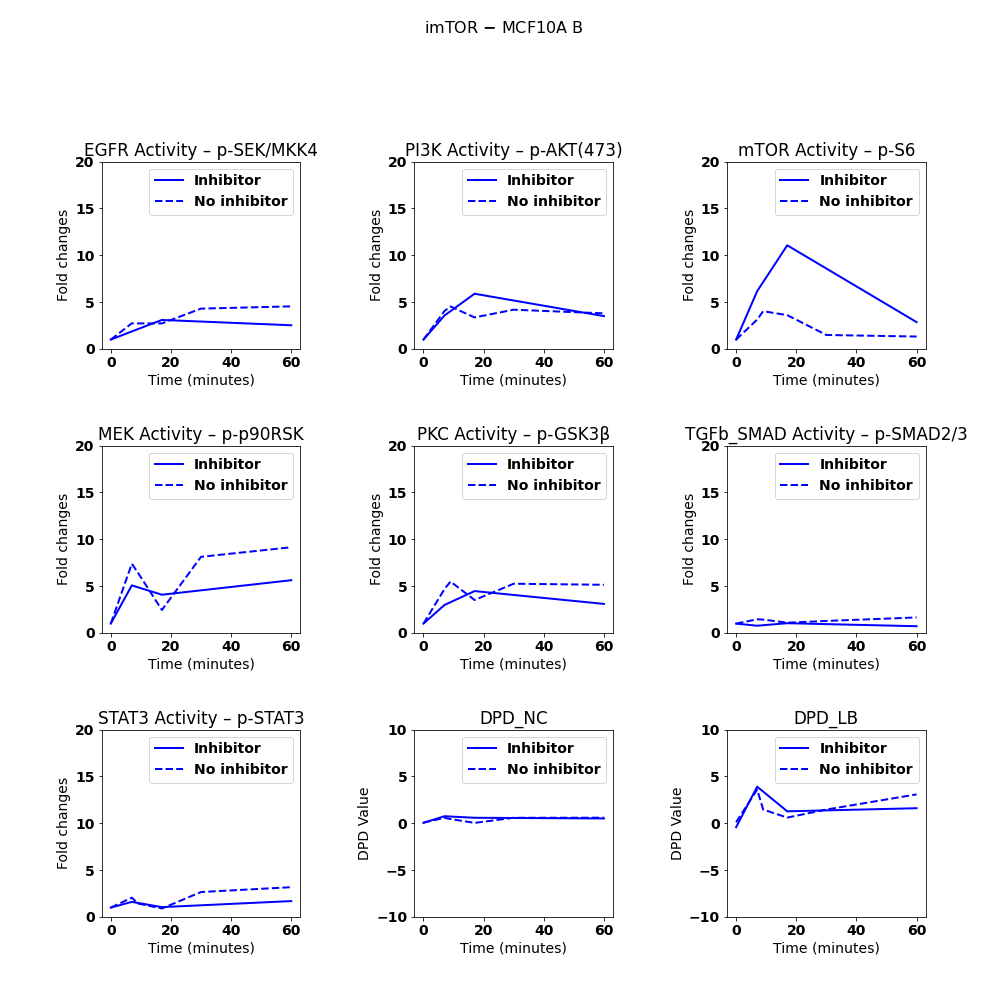 imTOR − MCF10A B
EGFR Activity – p-SEK/MKK4
PI3K Activity – p-AKT(473)
mTOR Activity – p-S6
20
15
10
5
0
Fold changes
Inhibitor
No inhibitor
0 20 40 60
Time (minutes)
20
15
10
5
0
Fold changes
Inhibitor
No inhibitor
0 20 40 60
Time (minutes)
20
15
10
5
0
Fold changes
Inhibitor
No inhibitor
0 20 40 60
Time (minutes)
MEK Activity – p-p90RSK
PKC Activity – p-GSK3β
TGFb_SMAD Activity – p-SMAD2/3
20
15
10
5
0
Fold changes
Inhibitor
No inhibitor
0 20 40 60
Time (minutes)
20
15
10
5
0
Fold changes
Inhibitor
No inhibitor
0 20 40 60
Time (minutes)
20
15
10
5
0
Fold changes
Inhibitor
No inhibitor
0 20 40 60
Time (minutes)
STAT3 Activity – p-STAT3
DPD_NC
DPD_LB
20
15
10
5
0
Fold changes
Inhibitor
No inhibitor
0 20 40 60
Time (minutes)
10
5
0
−5
−10
DPD Value
Inhibitor
No inhibitor
0 20 40 60
Time (minutes)
10
5
0
−5
−10
DPD Value
Inhibitor
No inhibitor
0 20 40 60
Time (minutes)